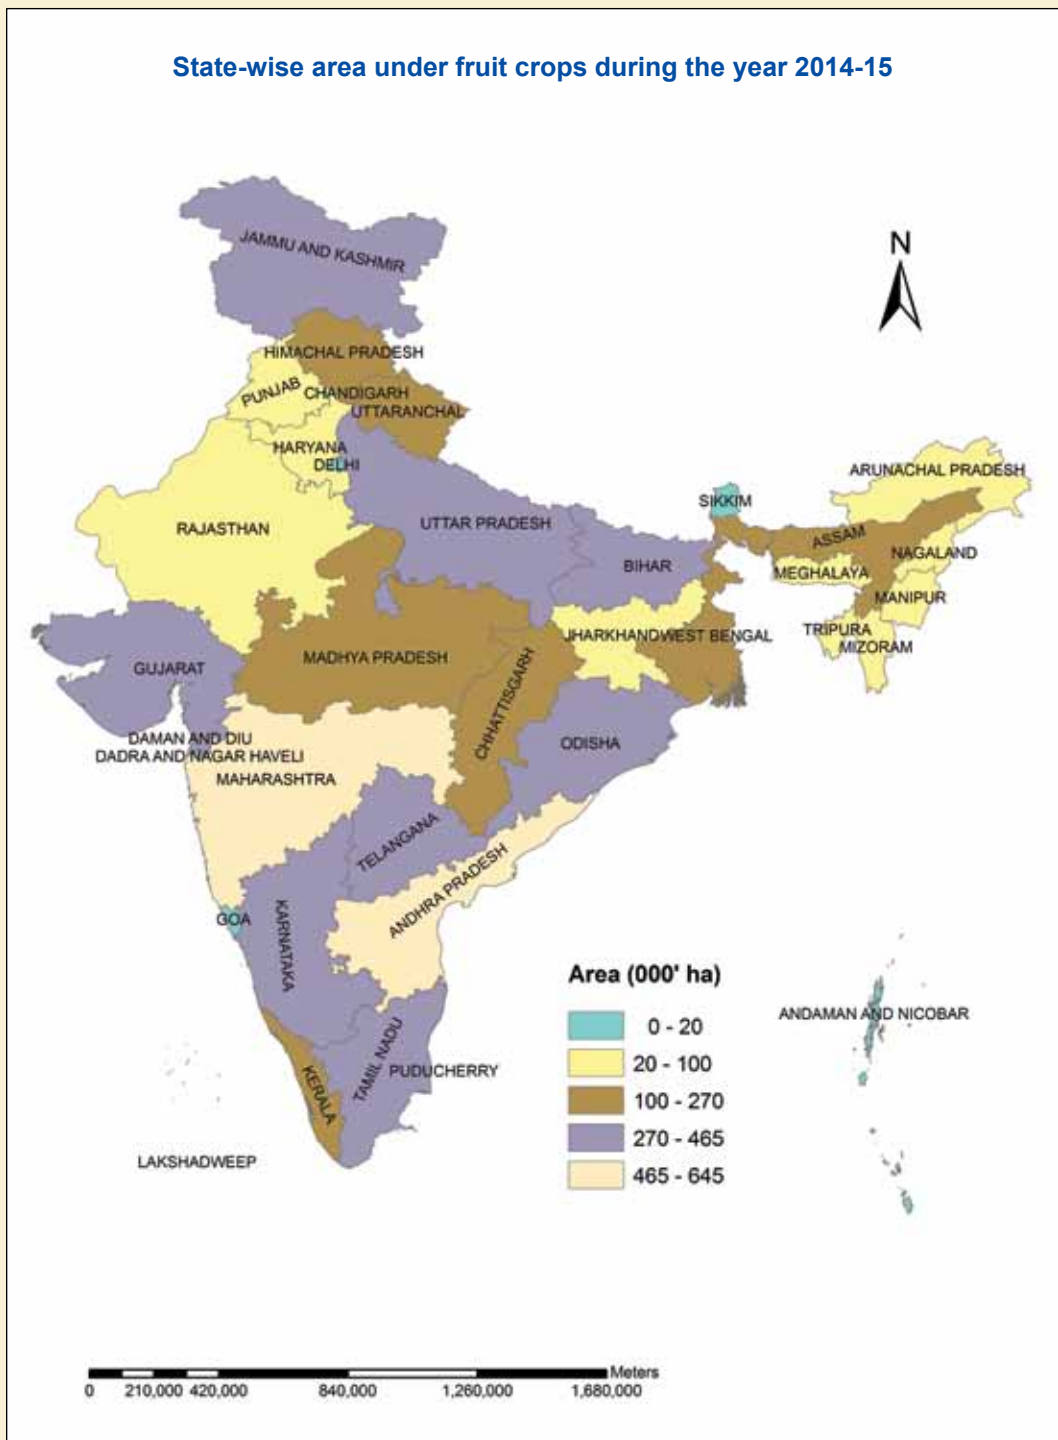 State-wise area under fruit crops during the year 2014-15
JAMMU AND KASHMIR
N
HIMACHAL PRADESH
PUNJAB
CHANDIGARH
UTTARANCHAL
HARYANA
DELHI
ARUNACHAL PRADESH
SIKKIM
RAJASTHAN
UTTAR PRADESH
ASSAM
NAGALAND
BIHAR
MEGHALAYA
MANIPUR
TRIPURA
JHARKHAND
WEST BENGAL
MIZORAM
MADHYA PRADESH
GUJARAT
CHHATTISGARH
DAMAN AND DIU
ODISHA
DADRA AND NAGAR HAVELI
MAHARASHTRA
TELANGANA
ANDHRA PRADESH
GOA
KARNATAKA
Area (000' ha)
0 - 20
20 - 100
100 - 270
270 - 465
465 - 645
ANDAMAN AND NICOBAR
TAMIL NADU
PUDUCHERRY
KERALA
LAKSHADWEEP
Meters
0 210,000 420,000 840,000 1,260,000 1,680,000